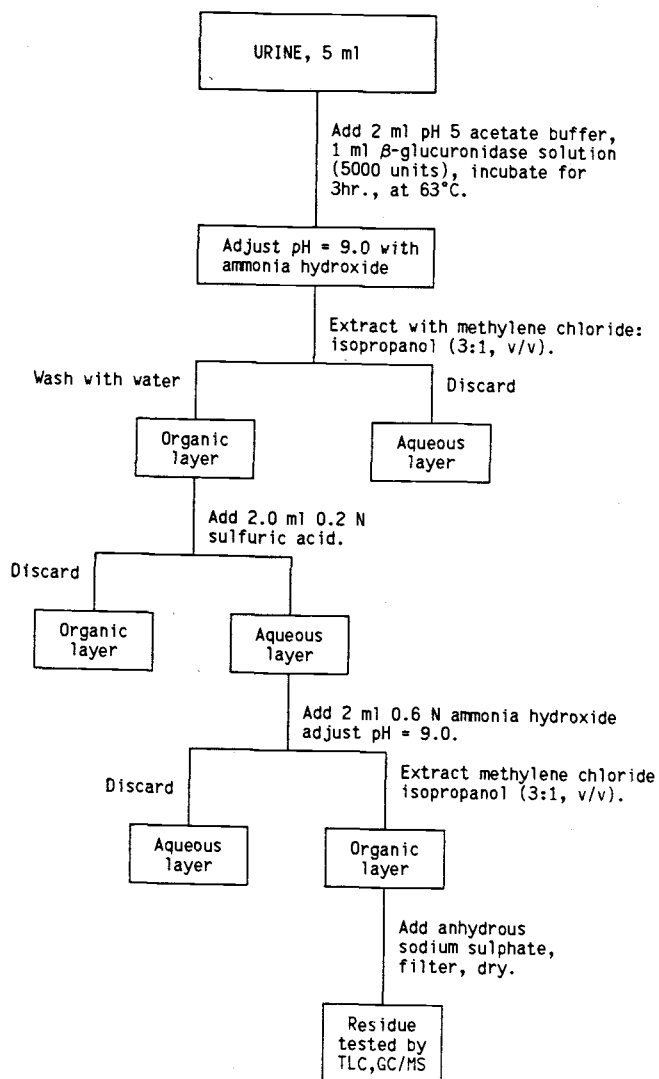 URINE, 5 ml
Add 2 ml pH 5 acetate buffer,
1 ml β-glucuronidase solution
(5000 units), incubate for
3hr., at 63°C.
Adjust pH = 9.0 with
ammonia hydroxide
Extract with methylene chloride:
isopropanol (3:1, v/v).
Wash with water
Discard
Organic
layer
Aqueous
layer
Add 2.0 ml 0.2 N
sulfuric acid.
Discard
Organic
layer
Aqueous
layer
Add 2 ml 0.6 N ammonia hydroxide
adjust pH = 9.0.
Discard
Extract methylene chloride
isopropanol (3:1, v/v).
Aqueous
layer
Organic
layer
Add anhydrous
sodium sulphate,
filter, dry.
Residue
tested by
TLC,GC/MS